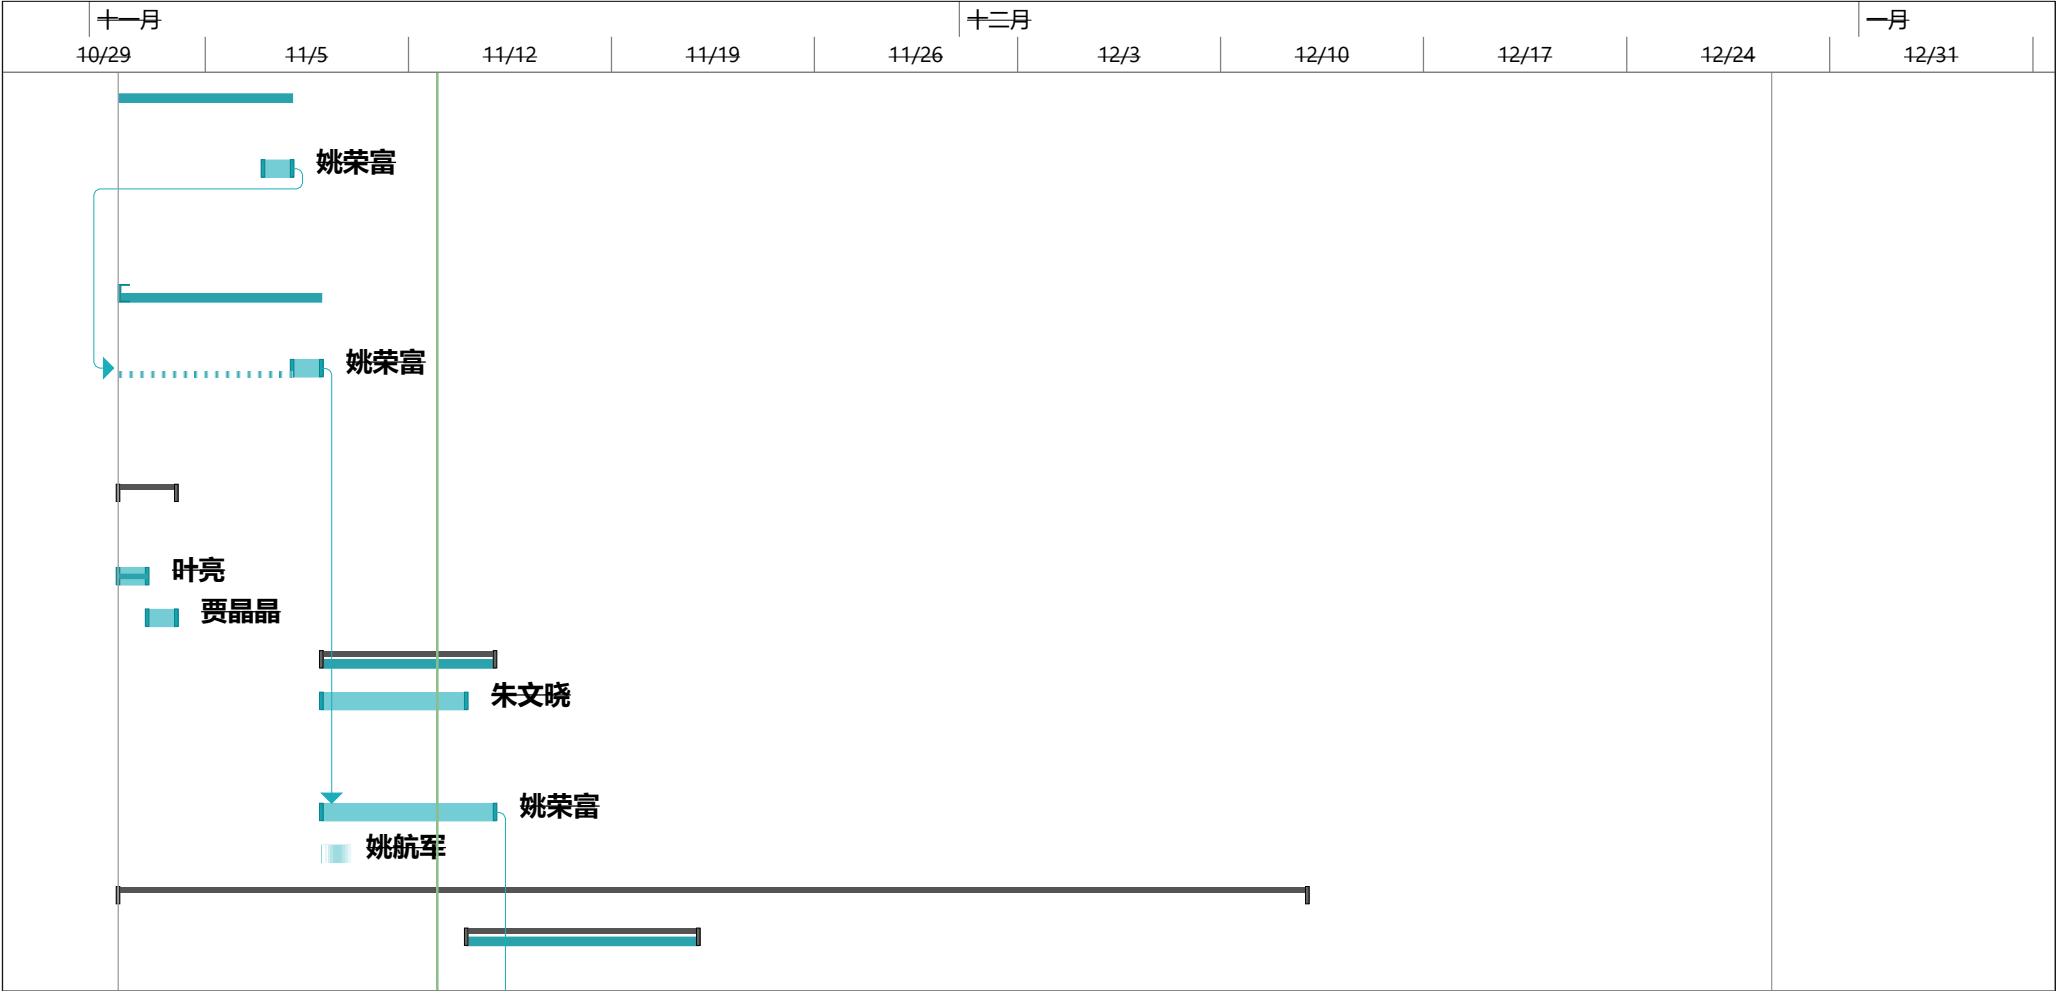 十一月 十二月 一月
10/29 11/5 11/12 11/19 11/26 12/3 12/10 12/17 12/24 12/31
姚荣富
姚荣富
叶亮
贾晶晶
朱文晓
姚荣富
姚航军